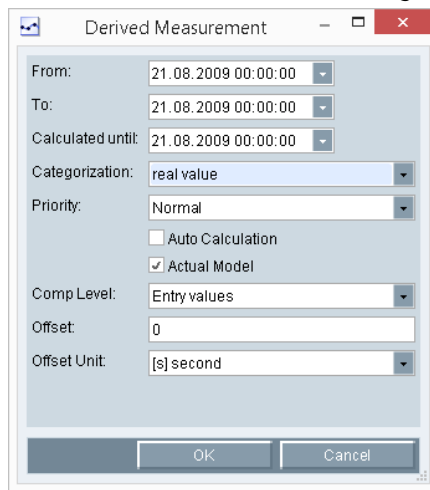 Derived Measurement
From: 21.08.2009 00:00:00
To: 21.08.2009 00:00:00
Calculated until: 21.08.2009 00:00:00
Categorization: real value
Priority: Normal
Auto Calculation
Actual Model
Comp Level: Entry values
Offset: 0
Offset Unit: [s] second
OK Cancel